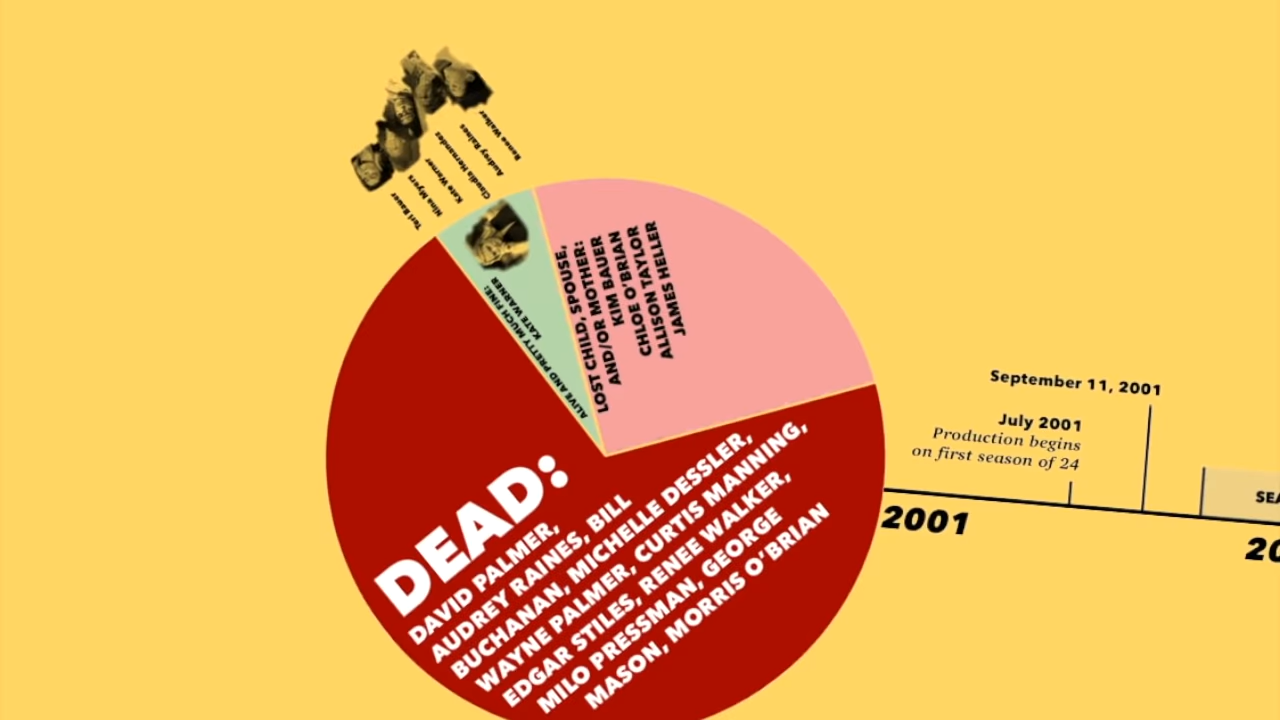 Teri Bauer
Nina Myers
Kate Warner
Claudia Hernandez
Audrey Raines
Renee Walker
ALIVE AND PRETTY MUCH FINE:
KATE WARNER
LOST CHILD, SPOUSE,
AND/OR MOTHER:
KIM BAUER
CHLOE O'BRIAN
ALLISON TAYLOR
JAMES HELLER
DEAD:
DAVID PALMER,
AUDREY RAINES, BILL
BUCHANAN, MICHELLE DESSLER,
WAYNE PALMER, CURTIS MANNING,
EDGAR STILES, RENEE WALKER,
MILO PRESSMAN, GEORGE
MASON, MORRIS O'BRIAN
September 11, 2001
July 2001
Production begins
on first season of 24
SEA
2001
20